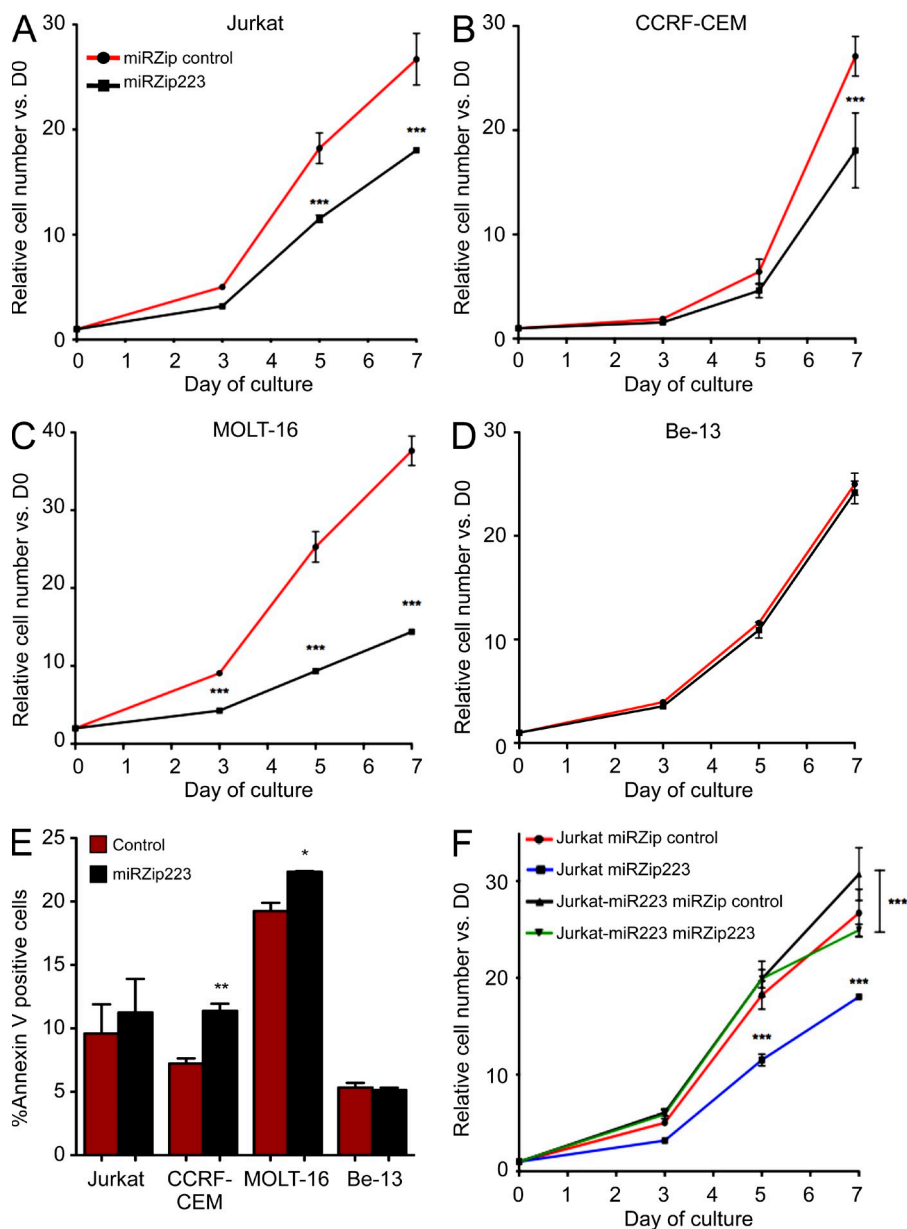 A
Jurkat
Relative cell number vs. D0
30
20
10
0
miRZip control
miRZip223
***
***
0 1 2 3 4 5 6 7
Day of culture
B
CCRF-CEM
Relative cell number vs. D0
30
20
10
0
***
0 1 2 3 4 5 6 7
Day of culture
C
MOLT-16
Relative cell number vs. D0
40
30
20
10
0
***
***
***
0 1 2 3 4 5 6 7
Day of culture
D
Be-13
Relative cell number vs. D0
30
20
10
0
0 1 2 3 4 5 6 7
Day of culture
E
%Annexin V positive cells
25
20
15
10
5
0
Control
miRZip223
**
*
Jurkat
CCRF-
CEM
MOLT-16
Be-13
F
Relative cell number vs. D0
30
20
10
0
Jurkat miRZip control
Jurkat miRZip223
Jurkat-miR223 miRZip control
Jurkat-miR223 miRZip223
***
***
***
0 1 2 3 4 5 6 7
Day of culture